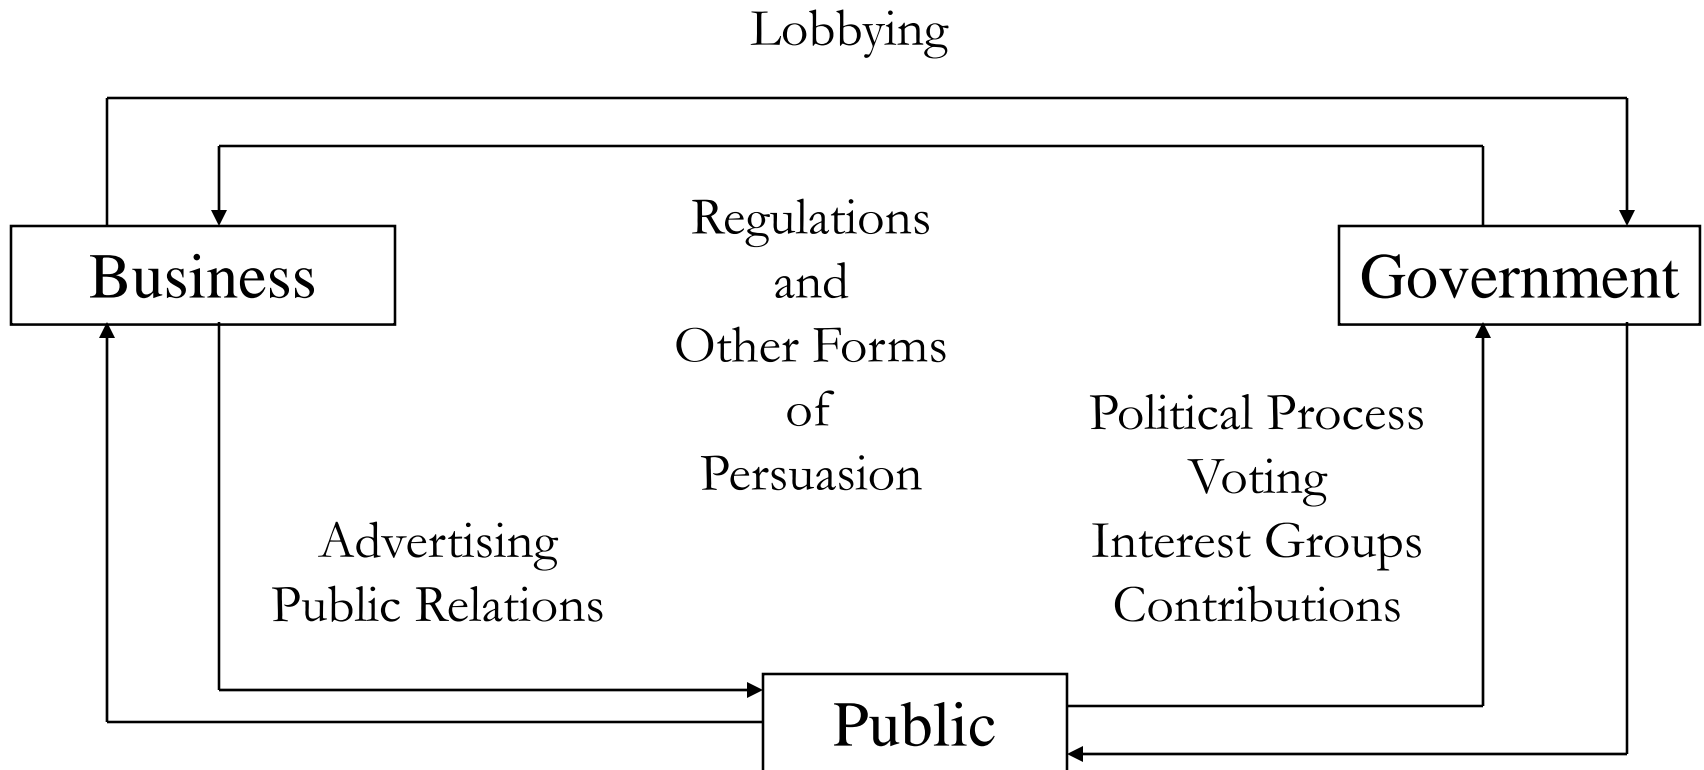 Lobbying
Regulations
and
Other Forms
of
Persuasion
Business
Government
Political Process
Voting
Interest Groups
Contributions
Advertising
Public Relations
Public